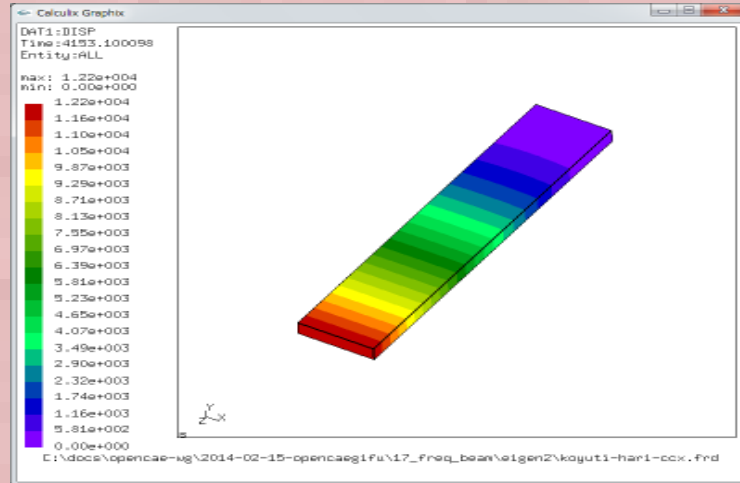 Calculix Graphix
DAT1:DISP
Time:4153.100098
Entity:ALL
max: 1.22e+004
min: 0.00e+000
1.22e+004
1.16e+004
1.10e+004
1.05e+004
9.87e+003
9.29e+003
8.71e+003
8.13e+003
7.55e+003
6.97e+003
6.39e+003
5.81e+003
5.23e+003
4.65e+003
4.07e+003
3.49e+003
2.90e+003
2.32e+003
1.74e+003
1.16e+003
5.81e+002
0.00e+000
Y
Z X
E:\docs\opencae-wg\2014-02-15-opencaegifu\17_freq_beam\eigen2\koyuti-hari-ccx.frd